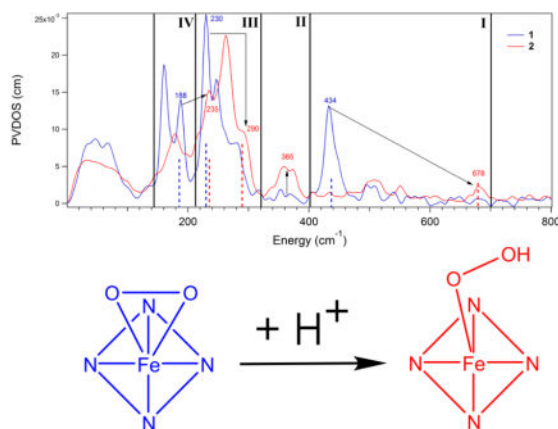 IV III II I
25x10⁻³
20
15
10
5
0
PVDOS (cm)
1
2
230
188
235
290
365
434
678
200 400 600 800
Energy (cm⁻¹)
O O
N N
Fe
N N
+ H⁺
OH
O
N
N Fe N
N